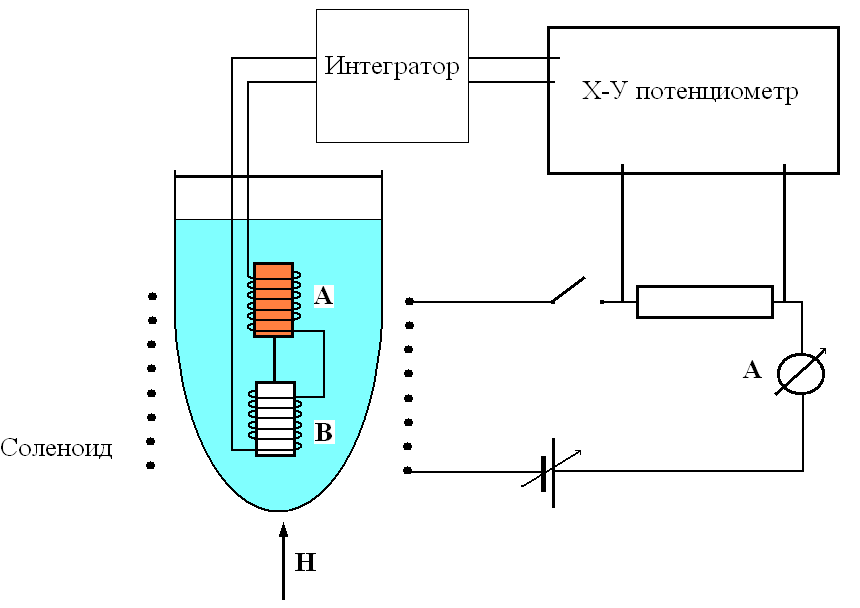 Интегратор
Х-У потенциометр
А
В
А
Соленоид
Н